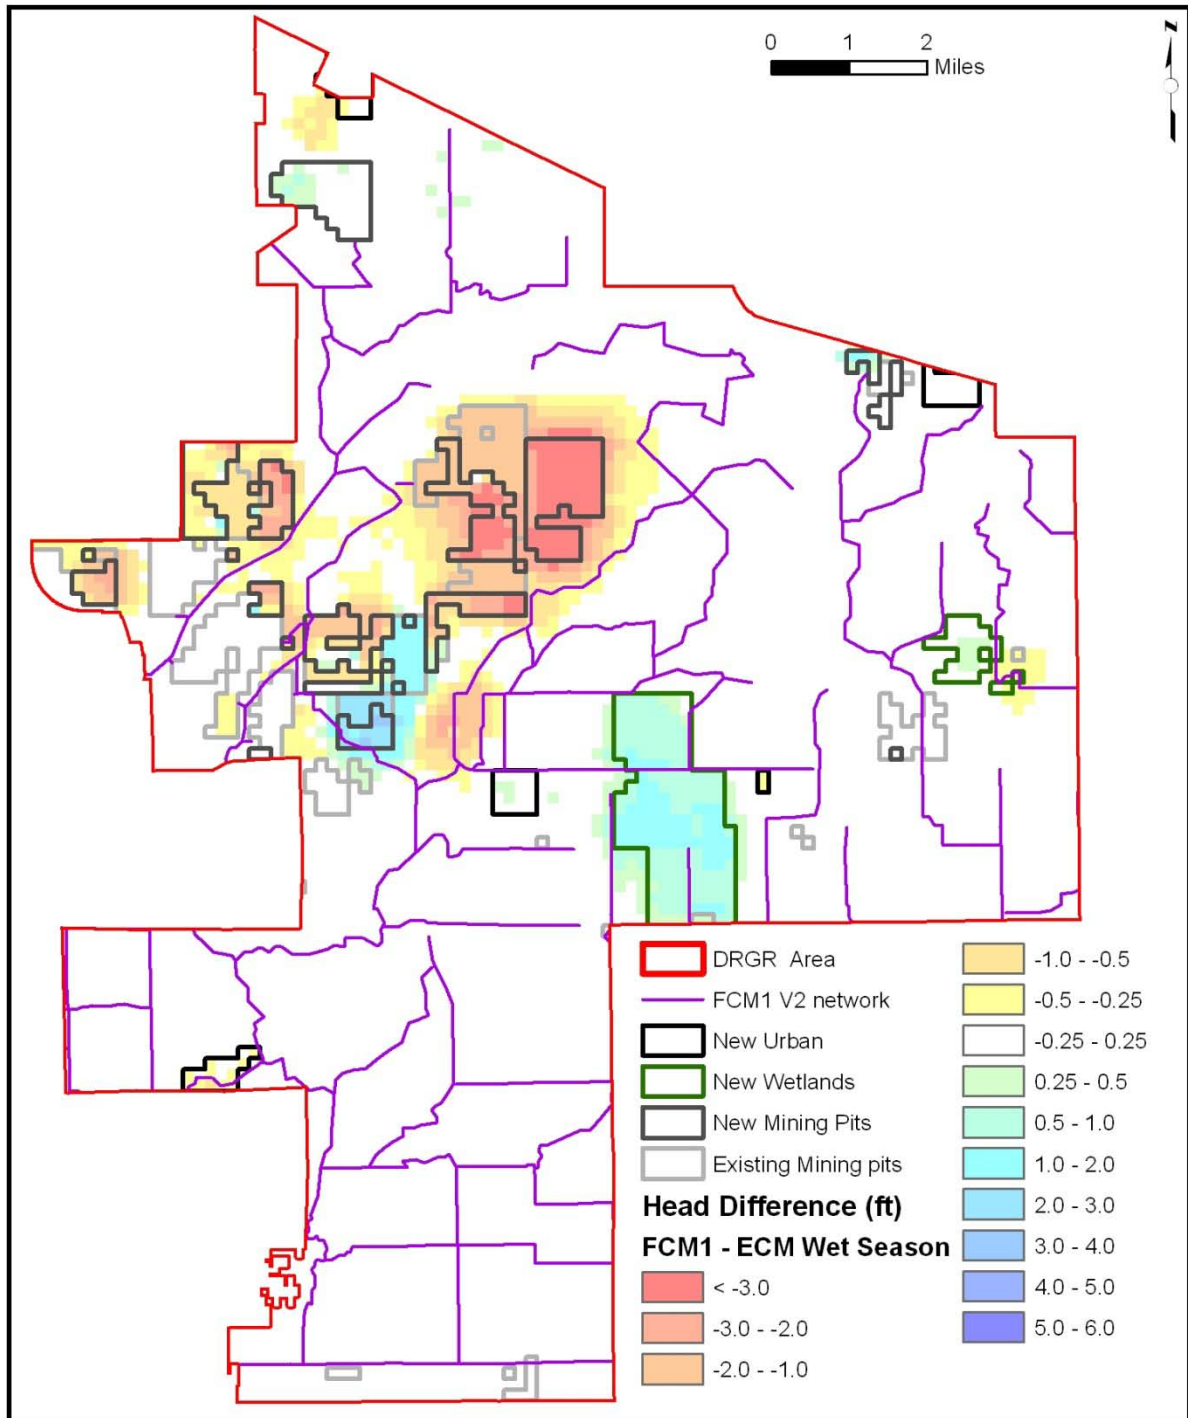 N
0 1 2
Miles
DRGR Area
FCM1 V2 network
New Urban
New Wetlands
New Mining Pits
Existing Mining pits
Head Difference (ft)
FCM1 - ECM Wet Season
< -3.0
-3.0 - -2.0
-2.0 - -1.0
-1.0 - -0.5
-0.5 - -0.25
-0.25 - 0.25
0.25 - 0.5
0.5 - 1.0
1.0 - 2.0
2.0 - 3.0
3.0 - 4.0
4.0 - 5.0
5.0 - 6.0